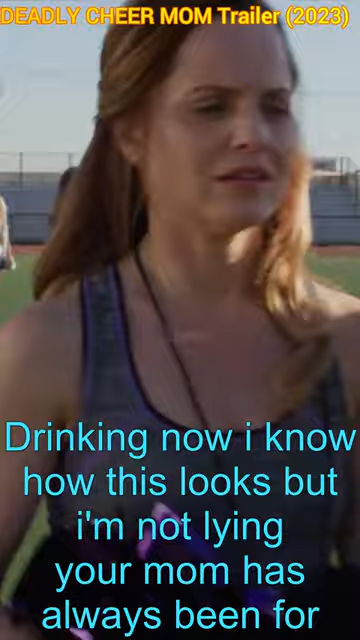 DEADLY CHEER MOM Trailer (2023)
Drinking now i know
how this looks but
i'm not lying
your mom has
always been for